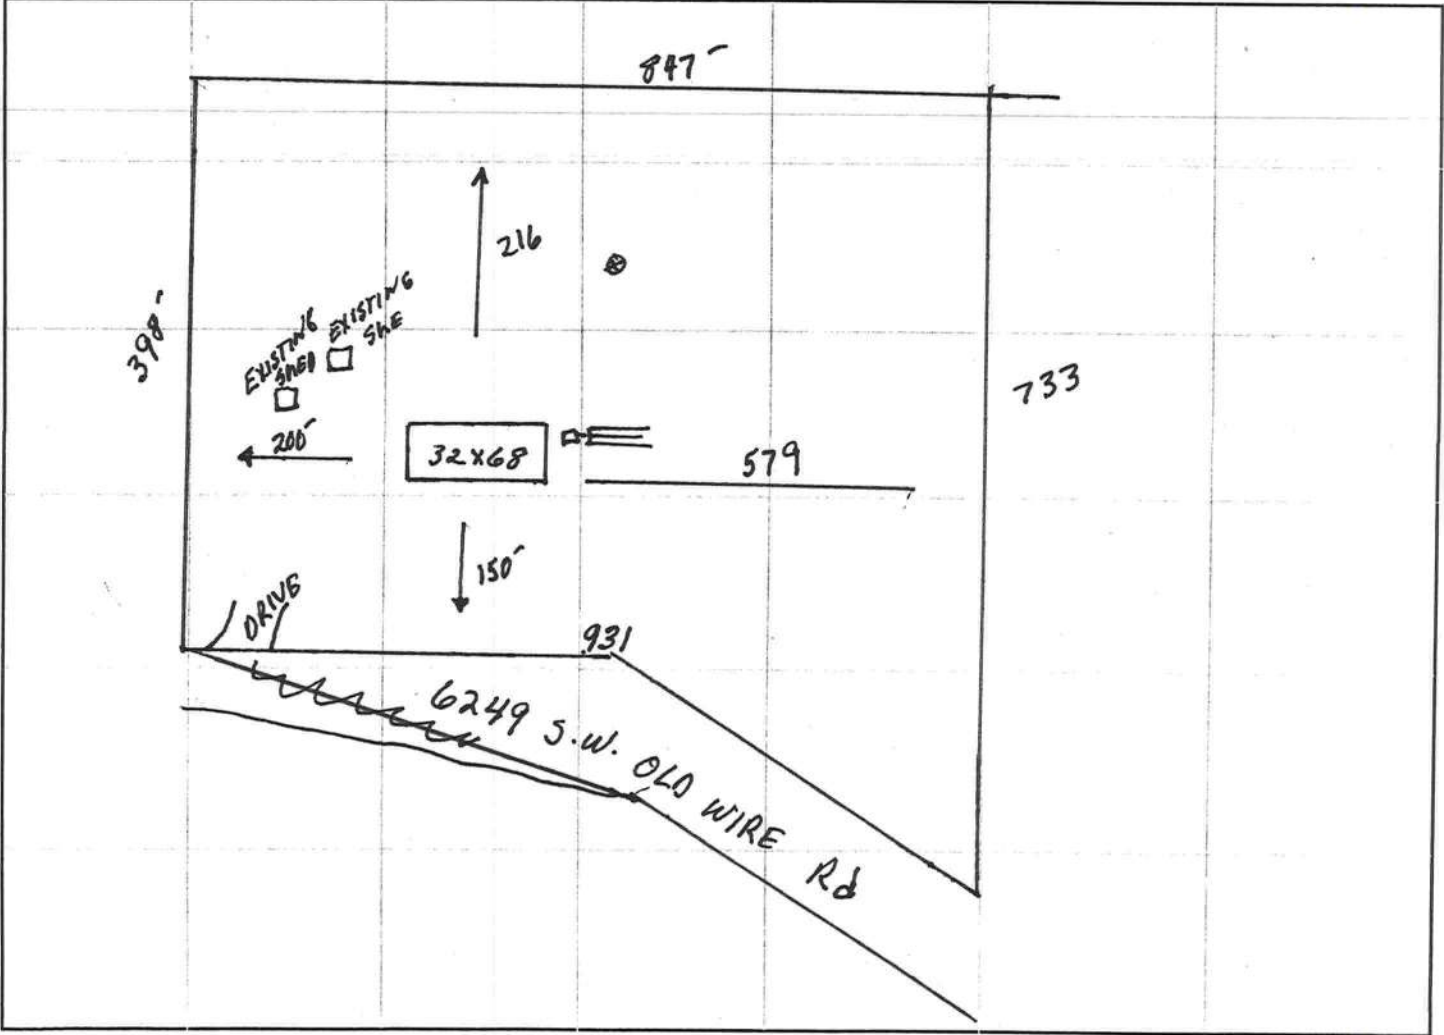 847'
216
EXISTING
SHE
EXISTING
SHED
398'
733
200'
32x68
579
150'
DRIVE
931
6249 S.W. OLD WIRE Rd